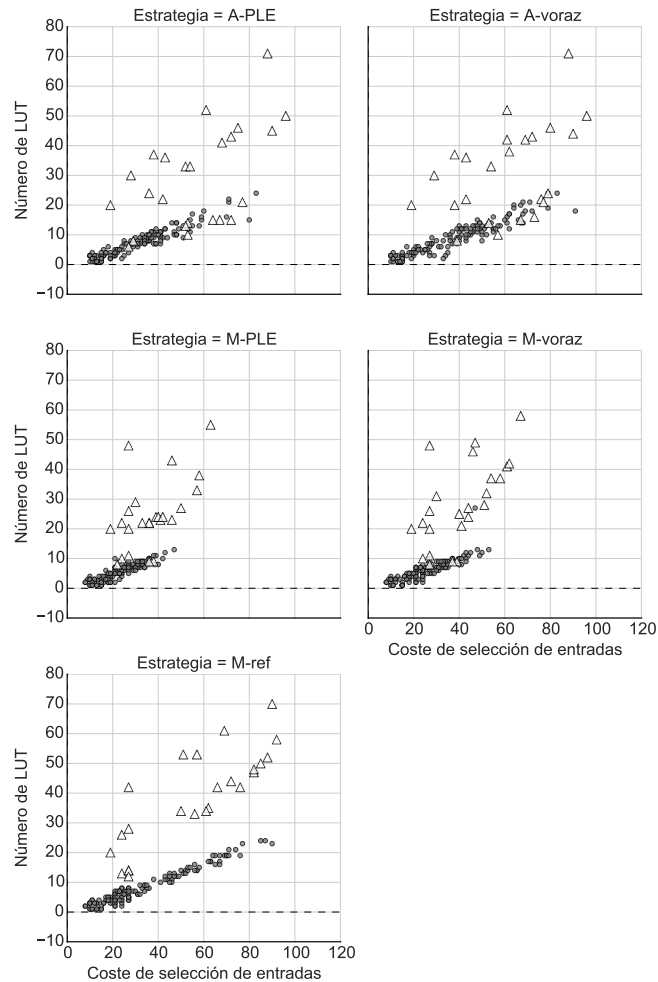 Estrategia = A-PLE
Estrategia = A-voraz
80
70
60
50
40
30
20
10
0
−10
Número de LUT
Estrategia = M-PLE
Estrategia = M-voraz
80
70
60
50
40
30
20
10
0
−10
Número de LUT
0 20 40 60 80 100 120
Coste de selección de entradas
Estrategia = M-ref
80
70
60
50
40
30
20
10
0
−10
Número de LUT
0 20 40 60 80 100 120
Coste de selección de entradas